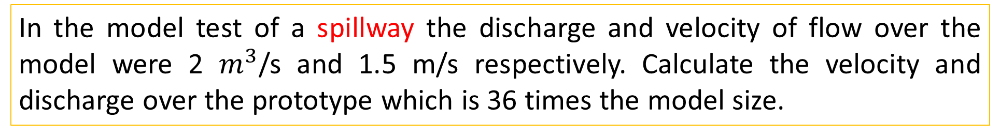 In the model test of a spillway the discharge and velocity of flow over the
model were 2 m³/s and 1.5 m/s respectively. Calculate the velocity and
discharge over the prototype which is 36 times the model size.